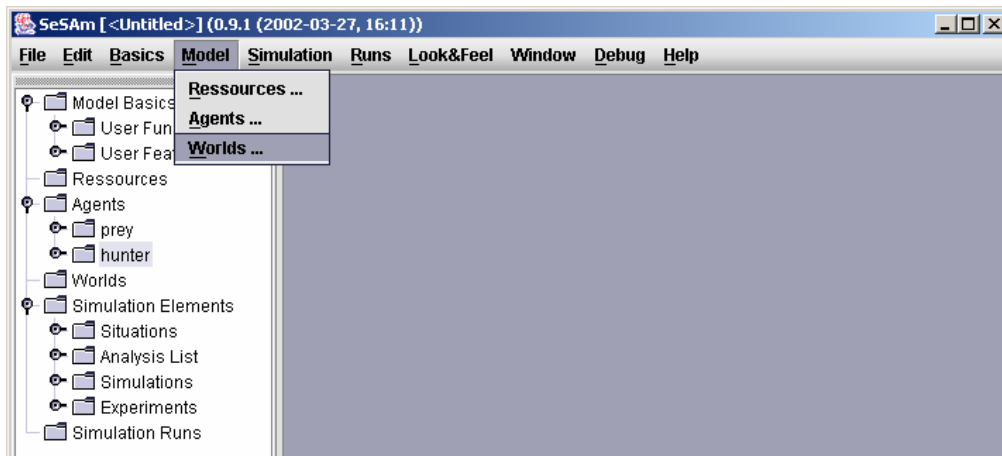 SeSAm [ <Untitled>] (0.9.1 (2002-03-27, 16:11))
File Edit Basics Model Simulation Runs Look&Feel Window Debug Help
Ressources ...
Agents ...
Worlds ...
Model Basics
User Fun
User Fea
Ressources
Agents
prey
hunter
Worlds
Simulation Elements
Situations
Analysis List
Simulations
Experiments
Simulation Runs